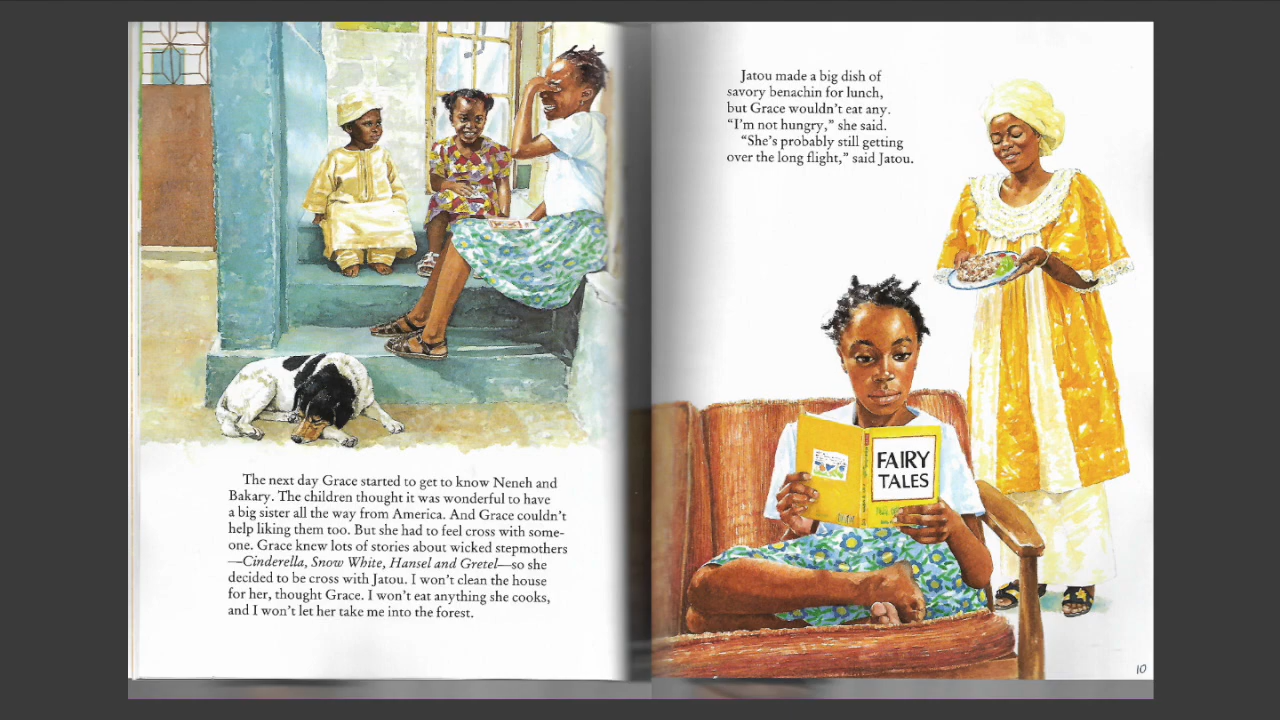 The next day Grace started to get to know Neneh and
Bakary. The children thought it was wonderful to have
a big sister all the way from America. And Grace couldn't
help liking them too. But she had to feel cross with some-
one. Grace knew lots of stories about wicked stepmothers
—Cinderella, Snow White, Hansel and Gretel—so she
decided to be cross with Jatou. I won't clean the house
for her, thought Grace. I won't eat anything she cooks,
and I won't let her take me into the forest.
Jatou made a big dish of
savory benachin for lunch,
but Grace wouldn't eat any.
"I'm not hungry," she said.
"She's probably still getting
over the long flight," said Jatou.
FAIRY
TALES
10